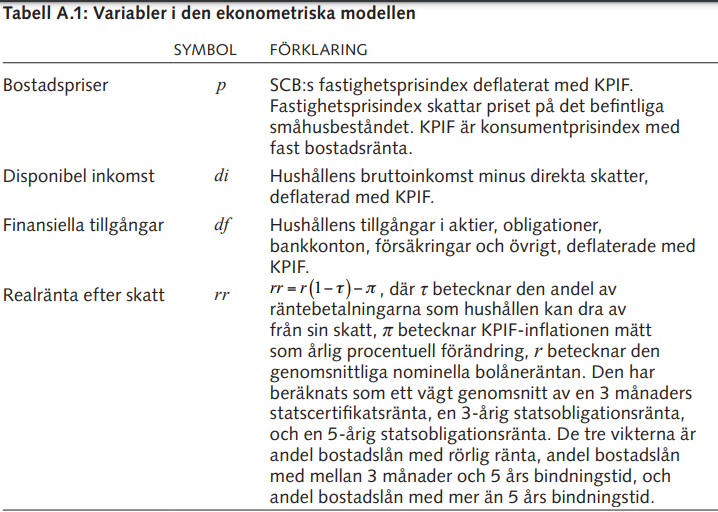 Tabell A.1: Variabler i den ekonometriska modellen
SYMBOL FÖRKLARING
Bostadspriser p SCB:s fastighetsprisindex deflaterat med KPIF.
Fastighetsprisindex skattar priset på det befintliga
småhusbeståndet. KPIF är konsumentprisindex med
fast bostadsränta.
Disponibel inkomst di Hushållens bruttoinkomst minus direkta skatter,
deflaterad med KPIF.
Finansiella tillgångar df Hushållens tillgångar i aktier, obligationer,
bankkonton, försäkringar och övrigt, deflaterade med
KPIF.
Realränta efter skatt rr rr = r(1−τ)−π, där τ betecknar den andel av
räntebetalningarna som hushållen kan dra av
från sin skatt, π betecknar KPIF-inflationen mätt
som årlig procentuell förändring, r betecknar den
genomsnittliga nominella bolåneräntan. Den har
beräknats som ett vägt genomsnitt av en 3 månaders
statscertifikatsränta, en 3-årig statsobligationsränta,
och en 5-årig statsobligationsränta. De tre vikterna är
andel bostadslån med rörlig ränta, andel bostadslån
med mellan 3 månader och 5 års bindningstid, och
andel bostadslån med mer än 5 års bindningstid.